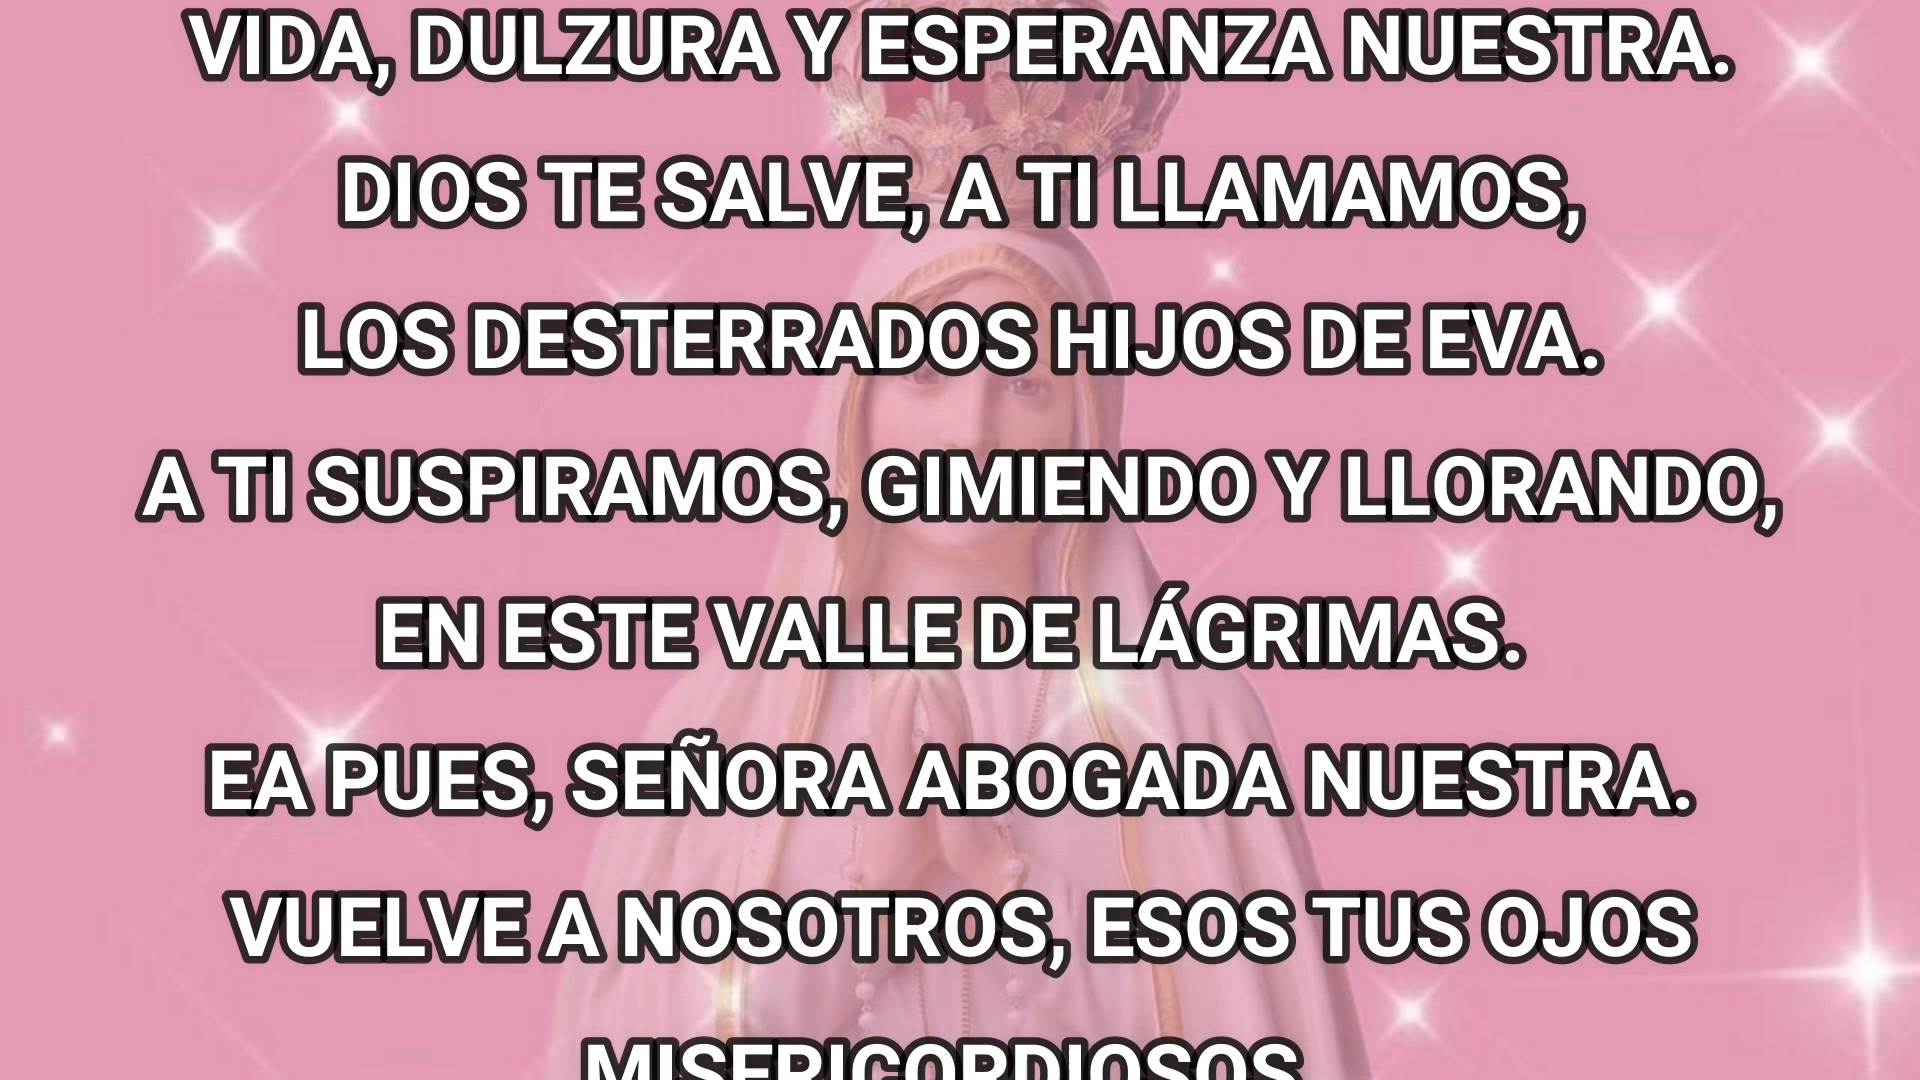 VIDA, DULZURA Y ESPERANZA NUESTRA.
DIOS TE SALVE, A TI LLAMAMOS,
LOS DESTERRADOS HIJOS DE EVA.
A TI SUSPIRAMOS, GIMIENDO Y LLORANDO,
EN ESTE VALLE DE LÁGRIMAS.
EA PUES, SEÑORA ABOGADA NUESTRA.
VUELVE A NOSOTROS, ESOS TUS OJOS
MISERICORDIOSOS